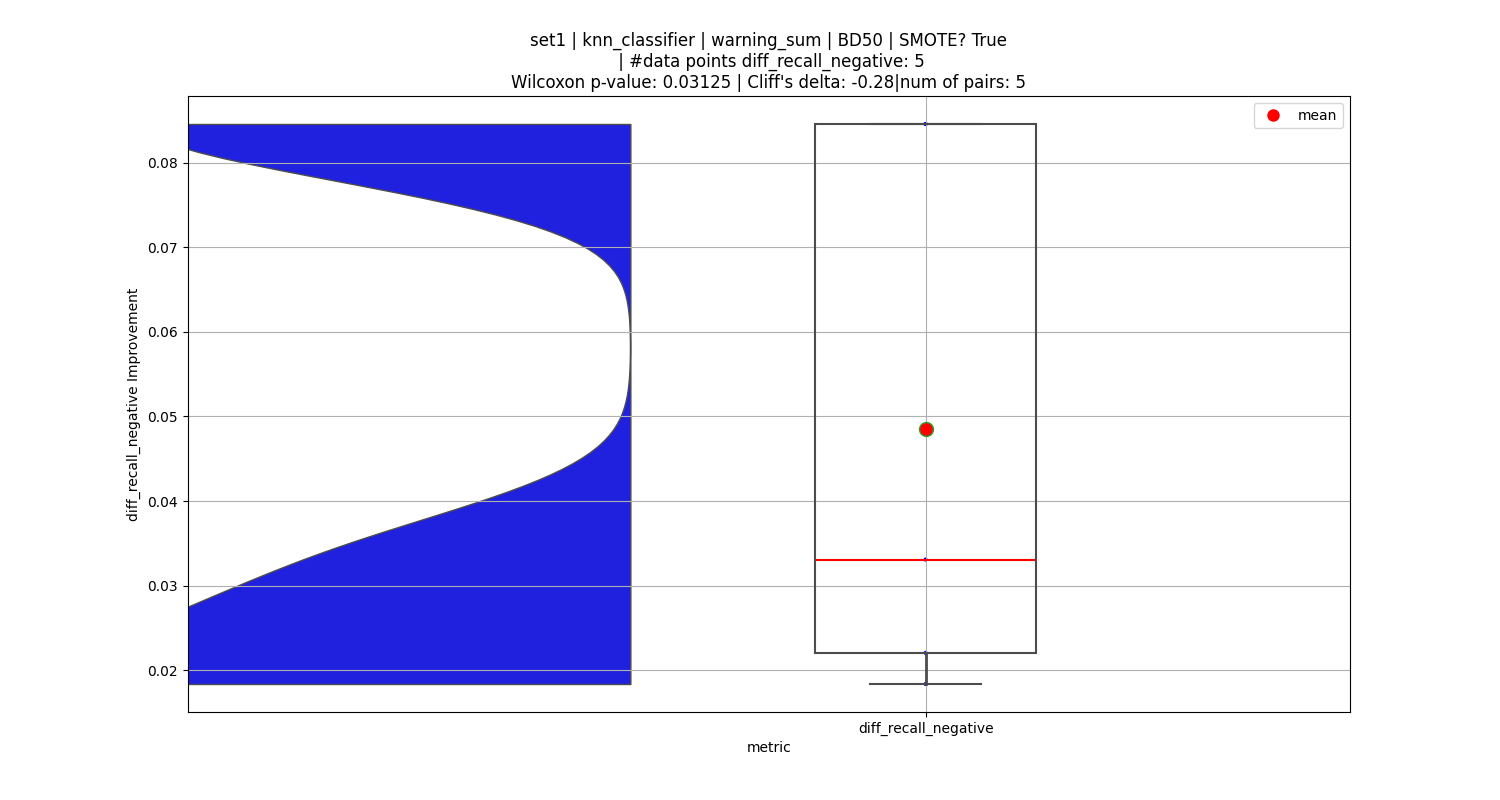 set1 | knn_classifier | warning_sum | BD50 | SMOTE? True
| #data points diff_recall_negative: 5
Wilcoxon p-value: 0.03125 | Cliff's delta: -0.28|num of pairs: 5
mean
0.08
0.07
0.06
0.05
0.04
0.03
0.02
diff_recall_negative Improvement
diff_recall_negative
metric